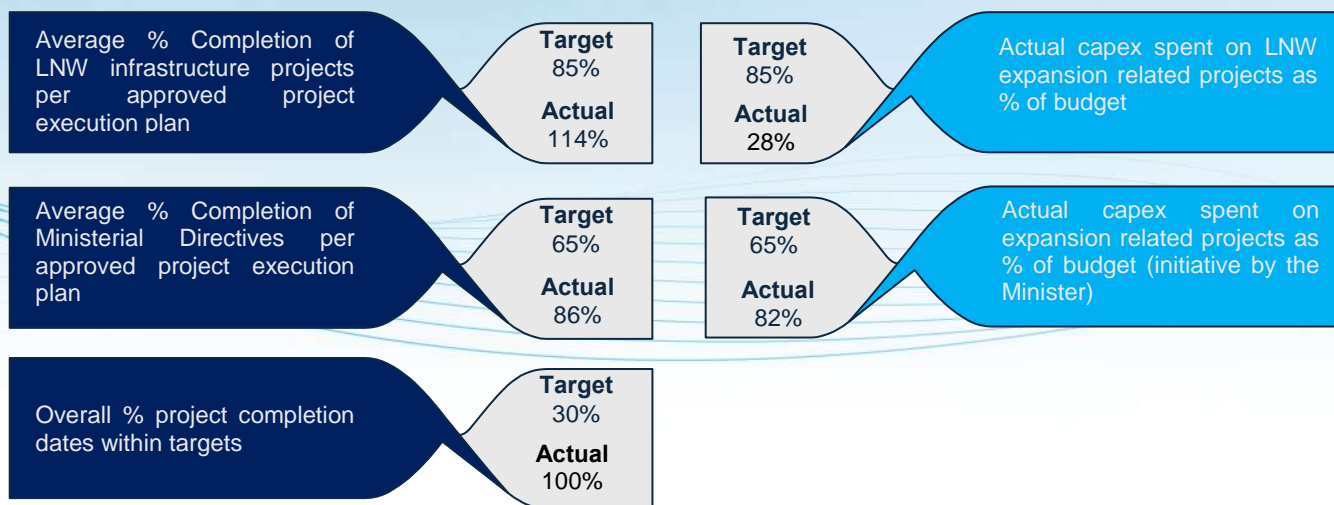 Average % Completion of
LNW infrastructure projects
per approved project
execution plan
Target
85%
Actual
114%
Target
85%
Actual
28%
Actual capex spent on LNW
expansion related projects as
% of budget
Average % Completion of
Ministerial Directives per
approved project execution
plan
Target
65%
Actual
86%
Target
65%
Actual
82%
Actual capex spent on
expansion related projects as
% of budget (initiative by the
Minister)
Overall % project completion
dates within targets
Target
30%
Actual
100%